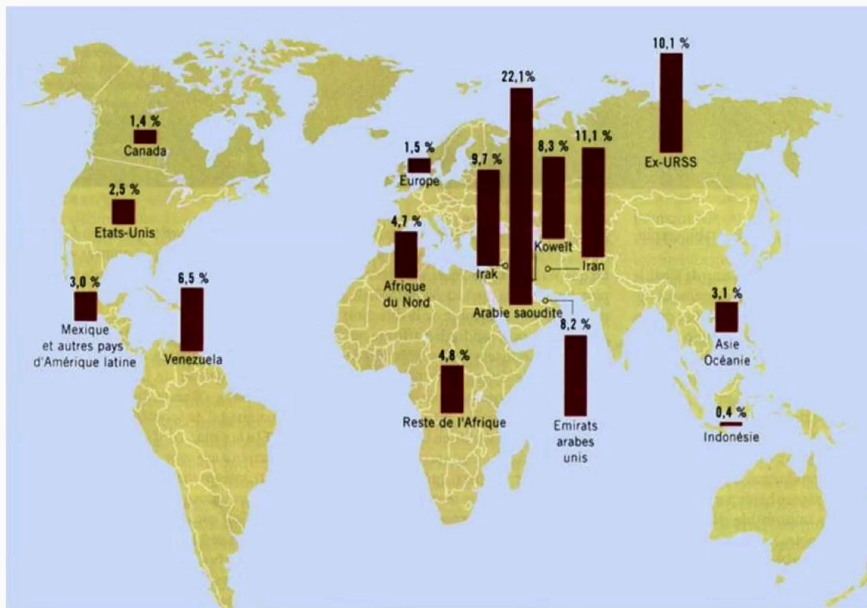 10,1 %
Ex-URSS
22,1%
1,4 %
Canada
1,5 %
Europe
9,7 %
Irak
8,3 %
Koweït
11,1 %
Iran
2,5 %
Etats-Unis
4,7 %
Afrique
du Nord
Arabie saoudite
3,0 %
Mexique
et autres pays
d'Amérique latine
6,5 %
Venezuela
3,1 %
Asie
Océanie
8,2 %
Emirats
arabes
unis
4,8 %
Reste de l'Afrique
0,4 %
Indonésie